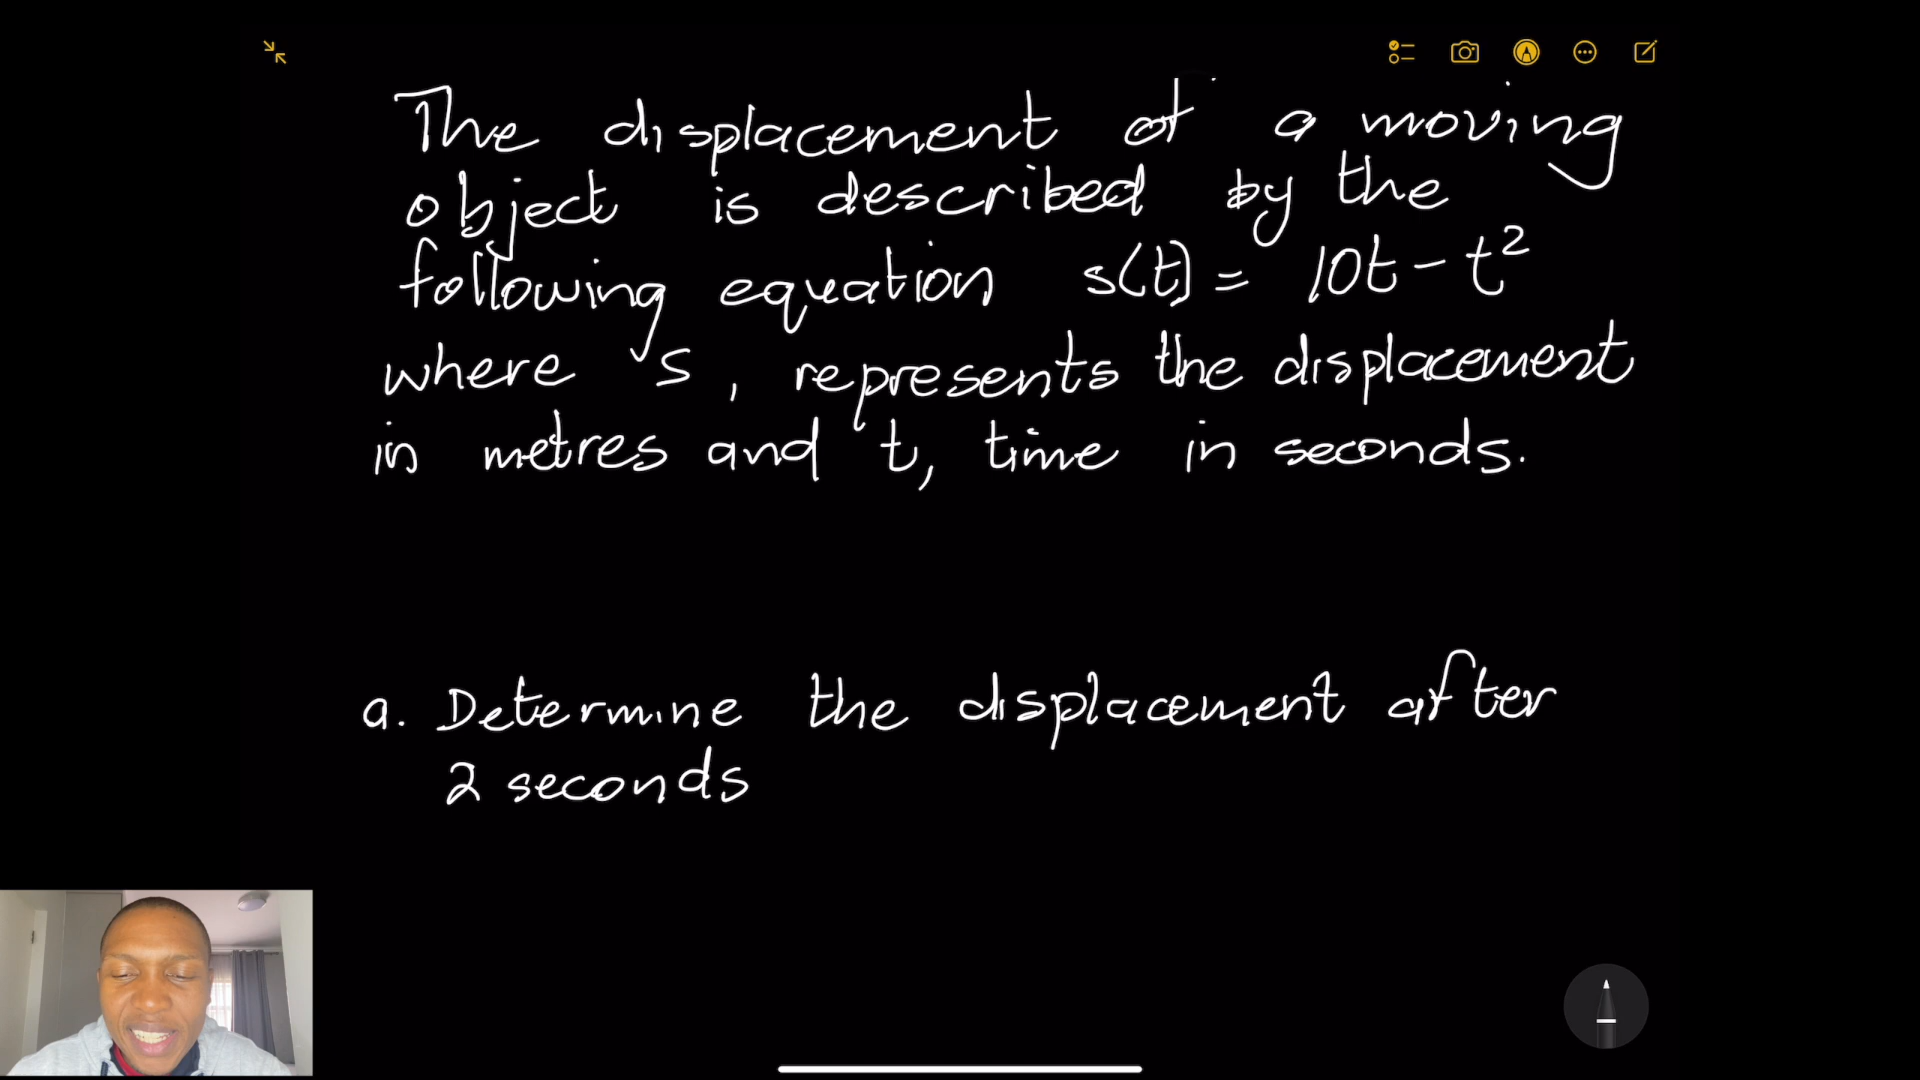 The displacement of a moving
object is described by the
following equation s(t) = 10t - t²
where s, represents the displacement
in metres and t, time in seconds.
a. Determine the displacement after
2 seconds